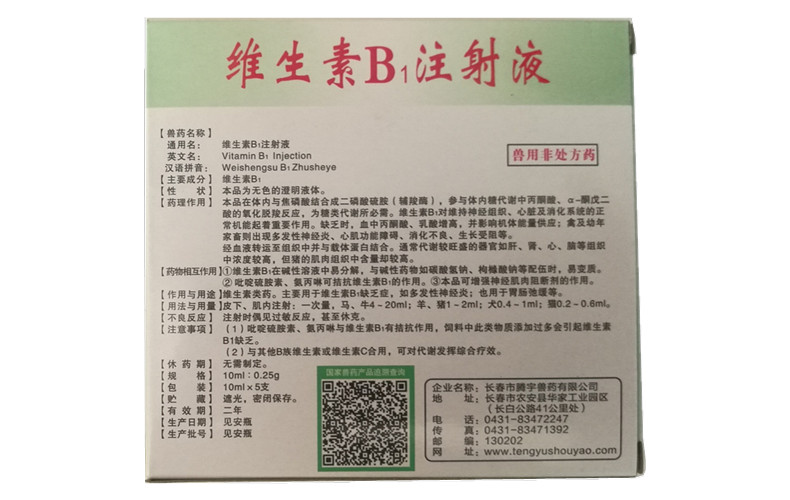 维生素B1注射液
兽用非处方药
【兽药名称】
通用名： 维生素B1注射液
英文名： Vitamin B1 Injection
汉语拼音： Weishengsu B1 Zhusheye
【主要成分】 维生素B1
【性 状】 本品为无色的澄明液体。
【药理作用】 本品在体内与焦磷酸结合成二磷酸硫胺（辅羧酶），参与体内糖代谢中丙酮酸、α-酮戊二
酸的氧化脱羧反应，为糖类代谢所必需。维生素B1对维持神经组织、心脏及消化系统的正
常机能起着重要作用。缺乏时，血中丙酮酸、乳酸增高，并影响机体能量供应；禽及幼年
家畜则出现多发性神经炎、心肌功能障碍、消化不良、生长受阻等。
经血液转运至组织中并与载体蛋白结合。通常代谢较旺盛的器官如肝、肾、心、脑等组织
中浓度较高，但猪的肌肉组织中含量却较高。
【药物相互作用】①维生素B1在碱性溶液中易分解，与碱性药物如碳酸氢钠、枸橼酸钠等配伍时，易变质。
②吡啶硫胺素、氨丙啉可拮抗维生素B1的作用。③本品可增强神经肌肉阻断剂的作用。
【作用与用途】维生素类药。主要用于维生素B1缺乏症，如多发性神经炎；也用于胃肠弛缓等。
【用法与用量】皮下、肌内注射：一次量，马、牛4~20ml；羊、猪1~2ml；犬0.4~1ml；猫0.2~0.6ml。
【不良反应】 注射时偶见过敏反应，甚至休克。
【注意事项】 （1）吡啶硫胺素、氨丙啉与维生素B1有拮抗作用，饲料中此类物质添加过多会引起维生素
B1缺乏。
（2）与其他B族维生素或维生素C合用，可对代谢发挥综合疗效。
【休 药 期】 无需制定。
【规 格】 10ml：0.25g
【包 装】 10ml×5支
【贮 藏】 遮光，密闭保存。
【有 效 期】 二年
【生产日期】 见安瓶
【生产批号】 见安瓶
国家兽药产品追溯查询
企业名称：长春市腾宇兽药有限公司
地 址：长春市农安县华家工业园区
（长白公路41公里处）
电 话：0431-83472247
传 真：0431-83471392
邮 编：130202
网 址：www.tengyushouyao.com